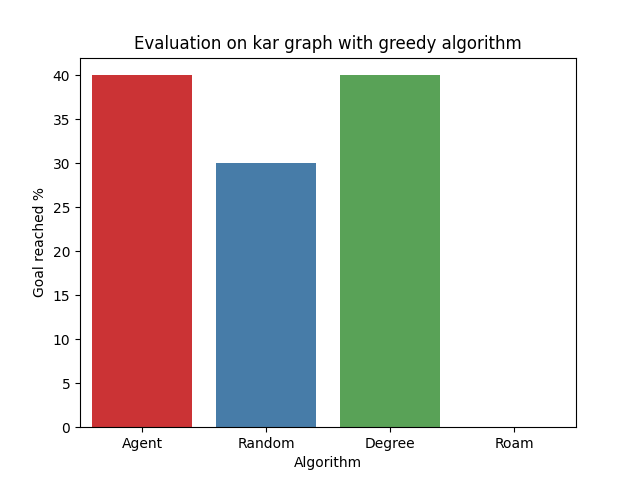 Evaluation on kar graph with greedy algorithm
40
35
30
25
20
15
10
5
0
Goal reached %
Agent Random Degree Roam
Algorithm